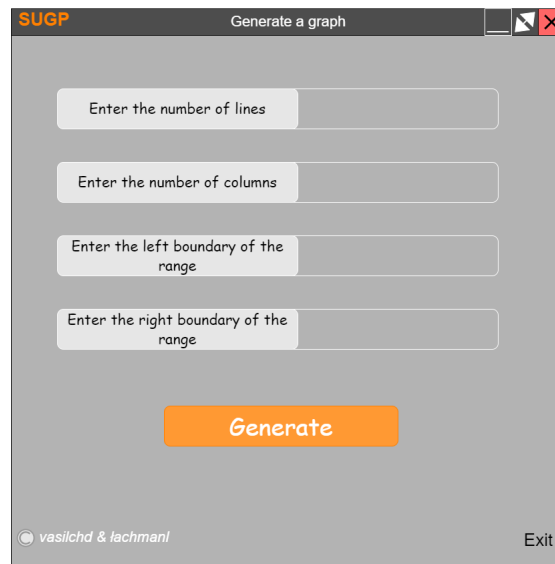 SUGP
Generate a graph
Enter the number of lines
Enter the number of columns
Enter the left boundary of the
range
Enter the right boundary of the
range
Generate
vasilchd & łachmanl
Exit